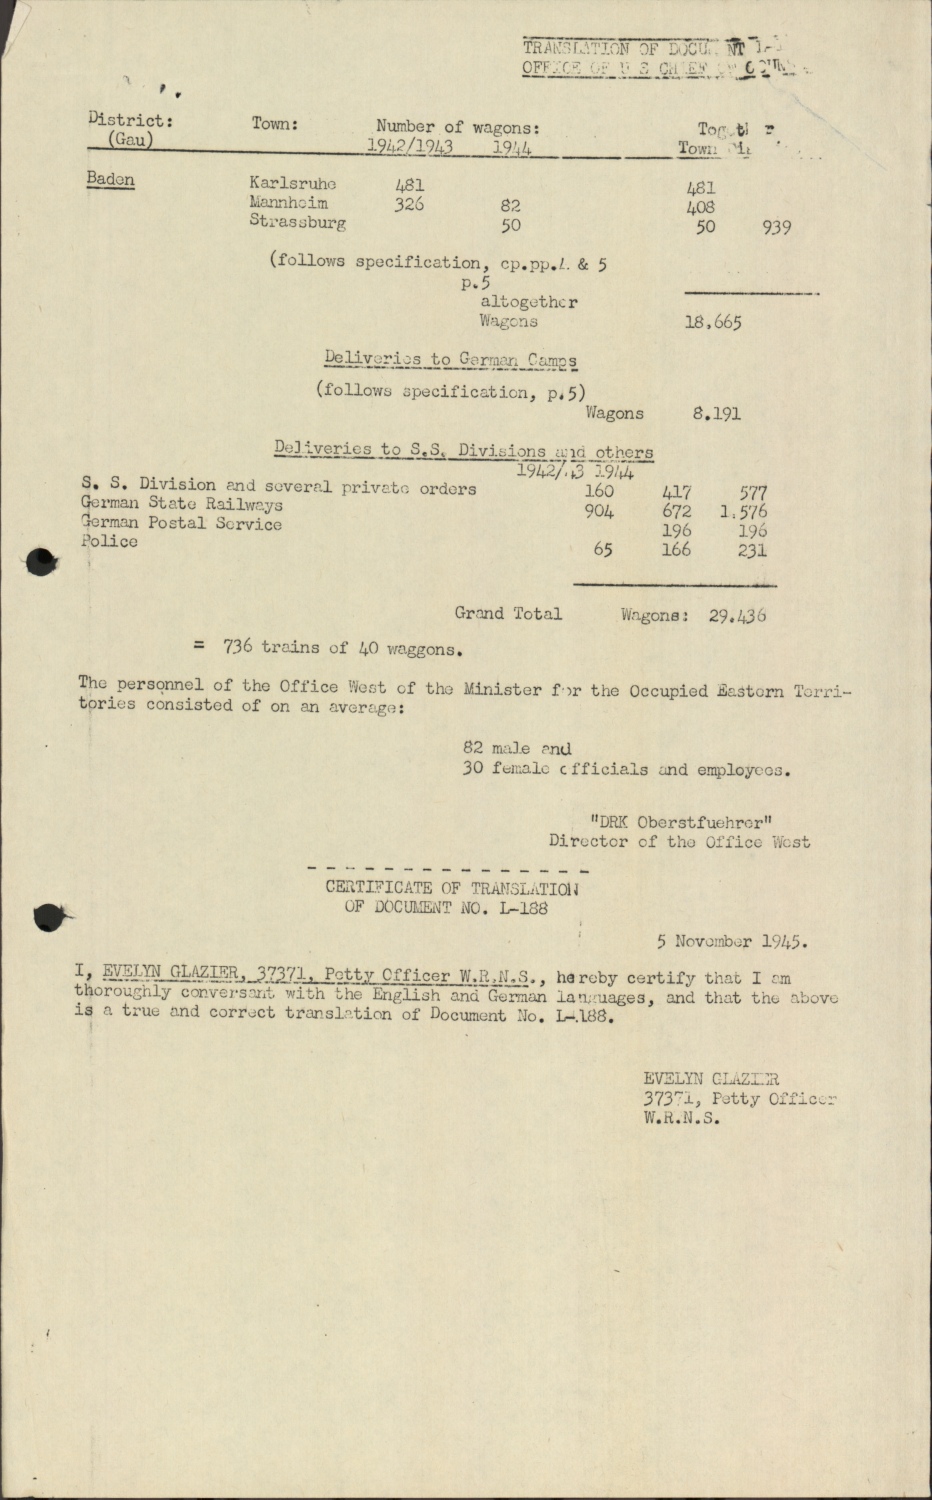 TRANSLATION OF DOCUMENT
OFFICE OF U S CHIEF OF COUNSEL
District: Town: Number of wagons: Together
(Gau) 1942/1943 1944 Town
Baden Karlsruhe 481 481
Mannheim 326 82 408
Strassburg 50 50 939
(follows specification, cp.pp. & 5
p.5
altogether
Wagons 18,665
Deliveries to German Camps
(follows specification, p.5)
Wagons 8.191
Deliveries to S.S. Divisions and others
1942/43 1944
S. S. Division and several private orders 160 417 577
German State Railways 904 672 1.576
German Postal Service 196 196
Police 65 166 231
Grand Total Wagons: 29.436
= 736 trains of 40 waggons.
The personnel of the Office West of the Minister for the Occupied Eastern Terri-
tories consisted of on an average:
82 male and
30 female officials and employees.
"DRK Oberstfuehrer"
Director of the Office West
CERTIFICATE OF TRANSLATION
OF DOCUMENT NO. L-188
5 November 1945.
I, EVELYN GLAZIER, 37371, Petty Officer W.R.N.S., hereby certify that I am
thoroughly conversant with the English and German languages, and that the above
is a true and correct translation of Document No. L-188.
EVELYN GLAZIER
37371, Petty Officer
W.R.N.S.